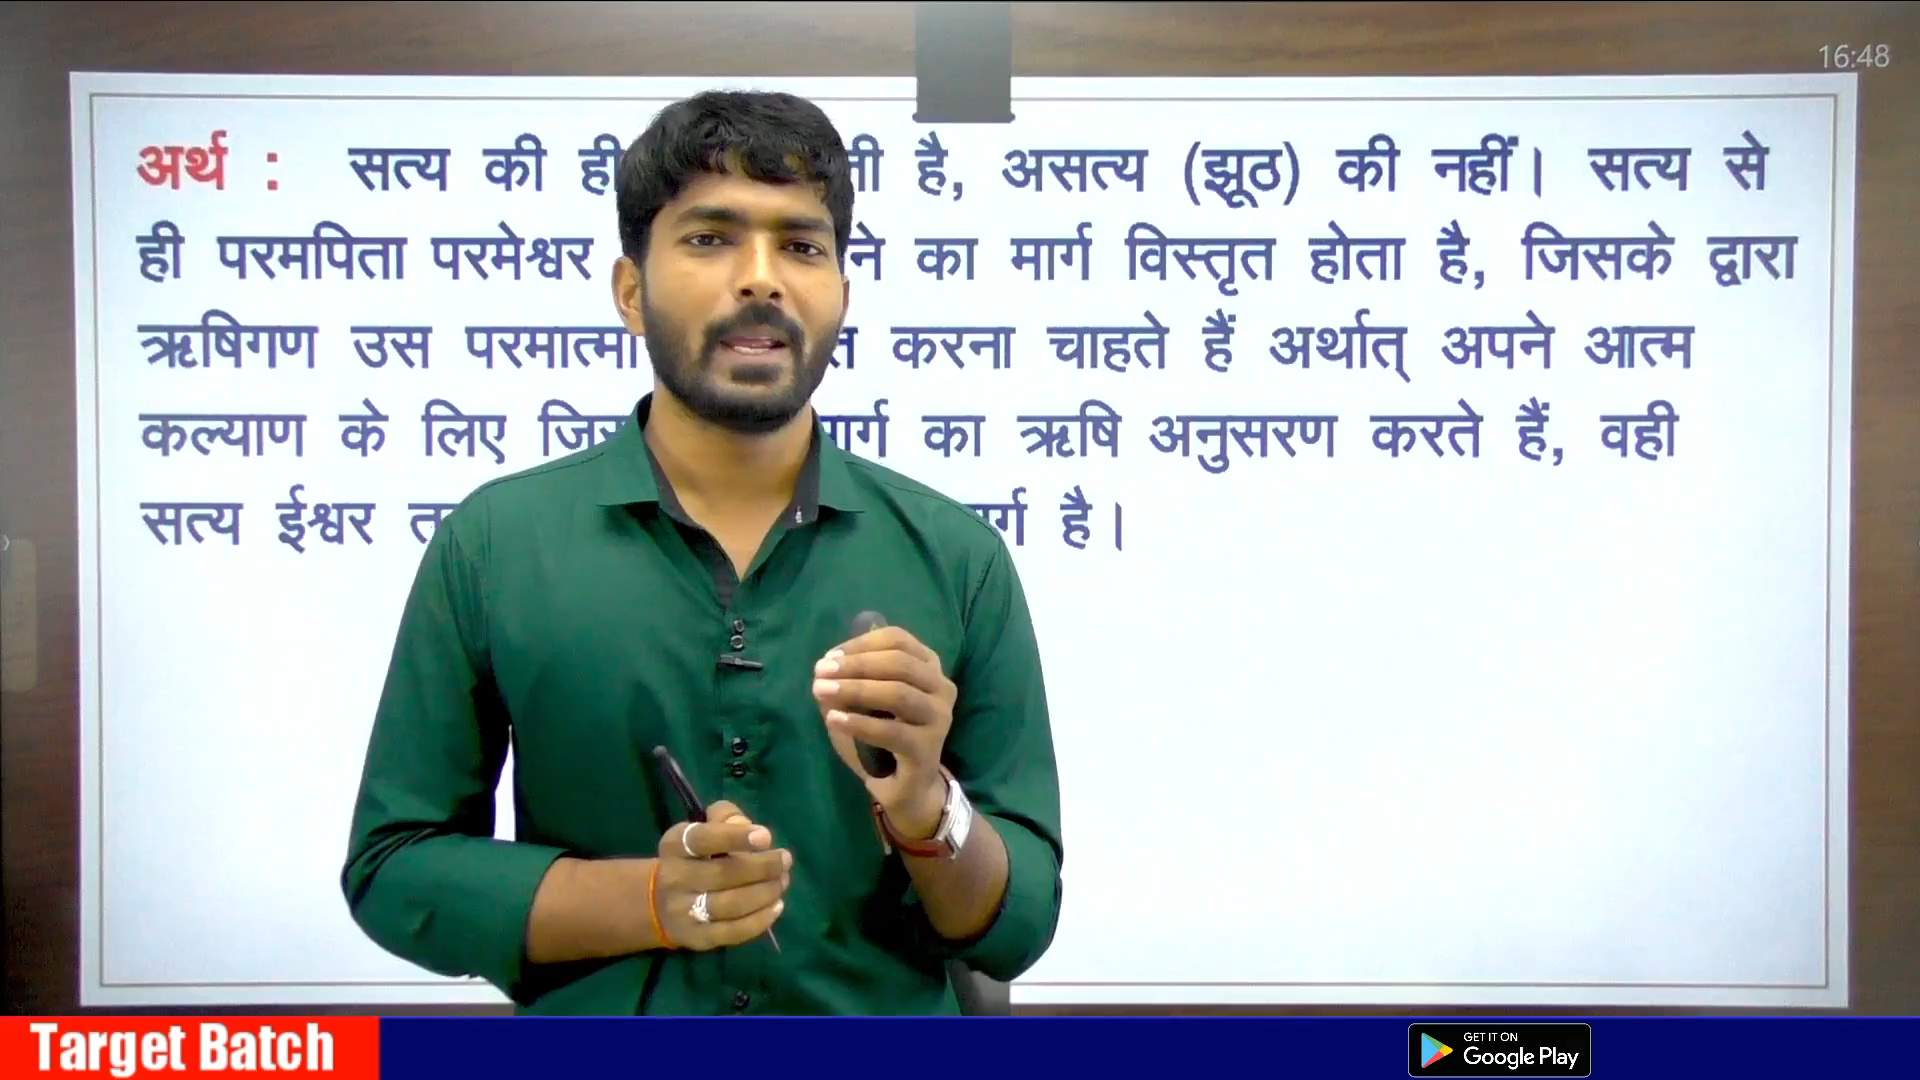 16:48
अर्थ : सत्य की ही है, असत्य (झूठ) की नहीं। सत्य से
ही परमपिता परमेश्वर का मार्ग विस्तृत होता है, जिसके द्वारा
ऋषिगण उस परमात्मा करना चाहते हैं अर्थात् अपने आत्म
कल्याण के लिए का ऋषि अनुसरण करते हैं, वही
सत्य ईश्वर है।
Target Batch
GET IT ON
Google Play